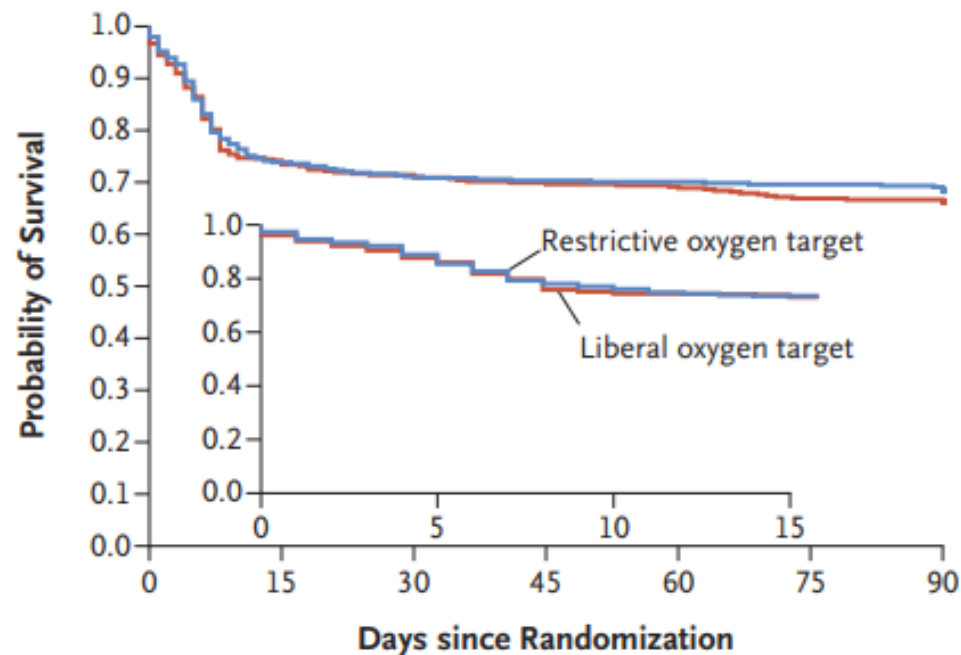 Probability of Survival
1.0
0.9
0.8
0.7
0.6
0.5
0.4
0.3
0.2
0.1
0.0
1.0
0.8
0.6
0.4
0.2
0.0
Restrictive oxygen target
Liberal oxygen target
0 5 10 15
0 15 30 45 60 75 90
Days since Randomization